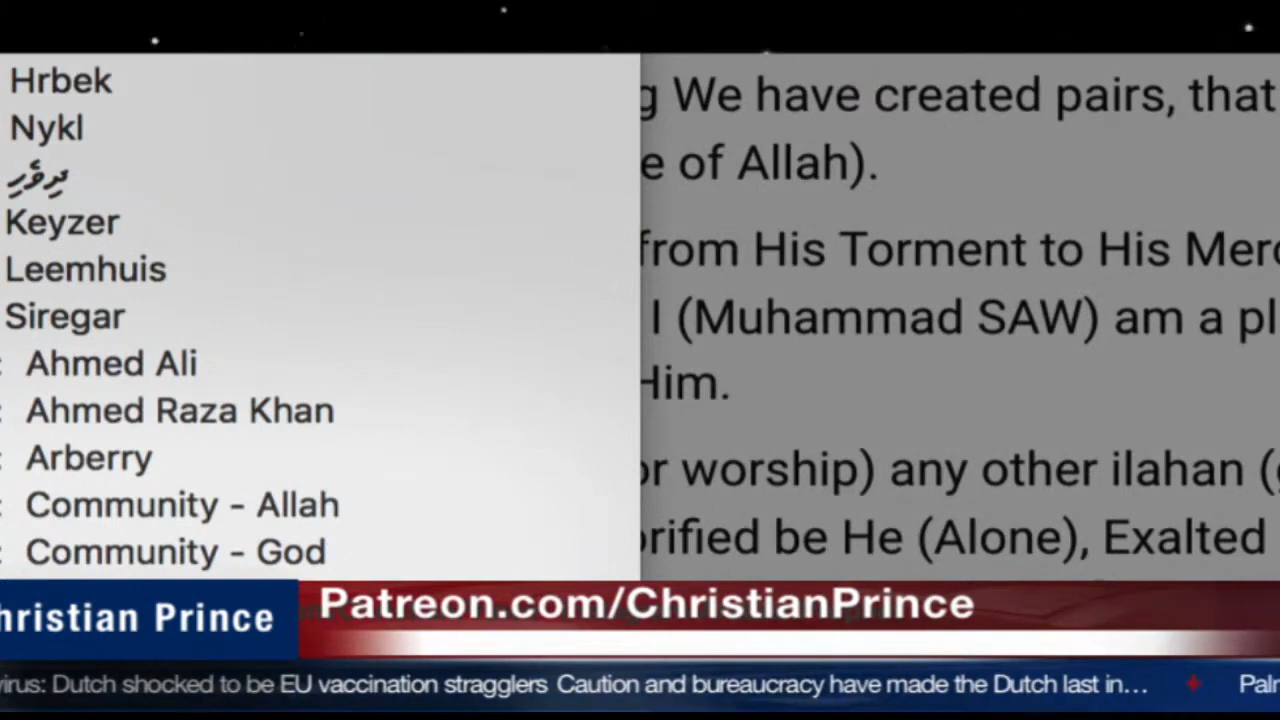 Hrbek
Nykl
ދިވެހި
Keyzer
Leemhuis
Siregar
: Ahmed Ali
: Ahmed Raza Khan
: Arberry
: Community - Allah
: Community - God
g We have created pairs, that
e of Allah).
from His Torment to His Merc
I (Muhammad SAW) am a pl
Him.
or worship) any other ilahan (g
orified be He (Alone), Exalted
hristian Prince
Patreon.com/ChristianPrince
virus: Dutch shocked to be EU vaccination stragglers Caution and bureaucracy have made the Dutch last in... Paln